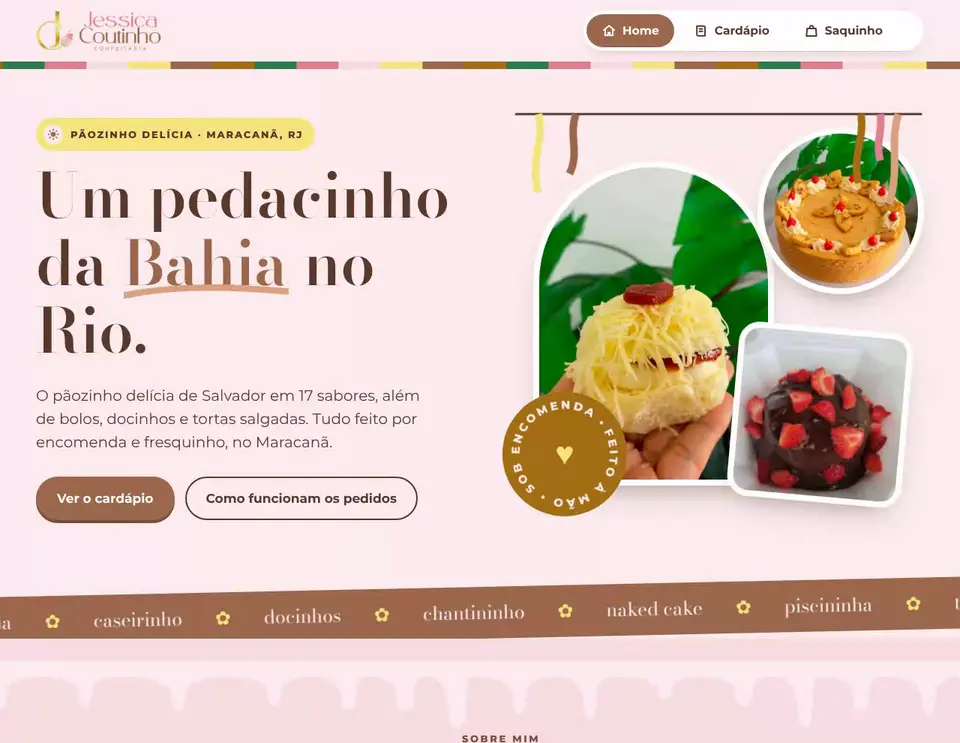 Jessica
Coutinho
CONFEITARIA
Home
Cardápio
Saquinho
PÃOZINHO DELÍCIA · MARACANÃ, RJ
Um pedacinho
da Bahia no
Rio.
O pãozinho delícia de Salvador em 17 sabores, além
de bolos, docinhos e tortas salgadas. Tudo feito por
encomenda e fresquinho, no Maracanã.
Ver o cardápio
Como funcionam os pedidos
SOB ENCOMENDA • FEITO À MÃO •
caseirinho
docinhos
chantininho
naked cake
piscininha
SOBRE MIM